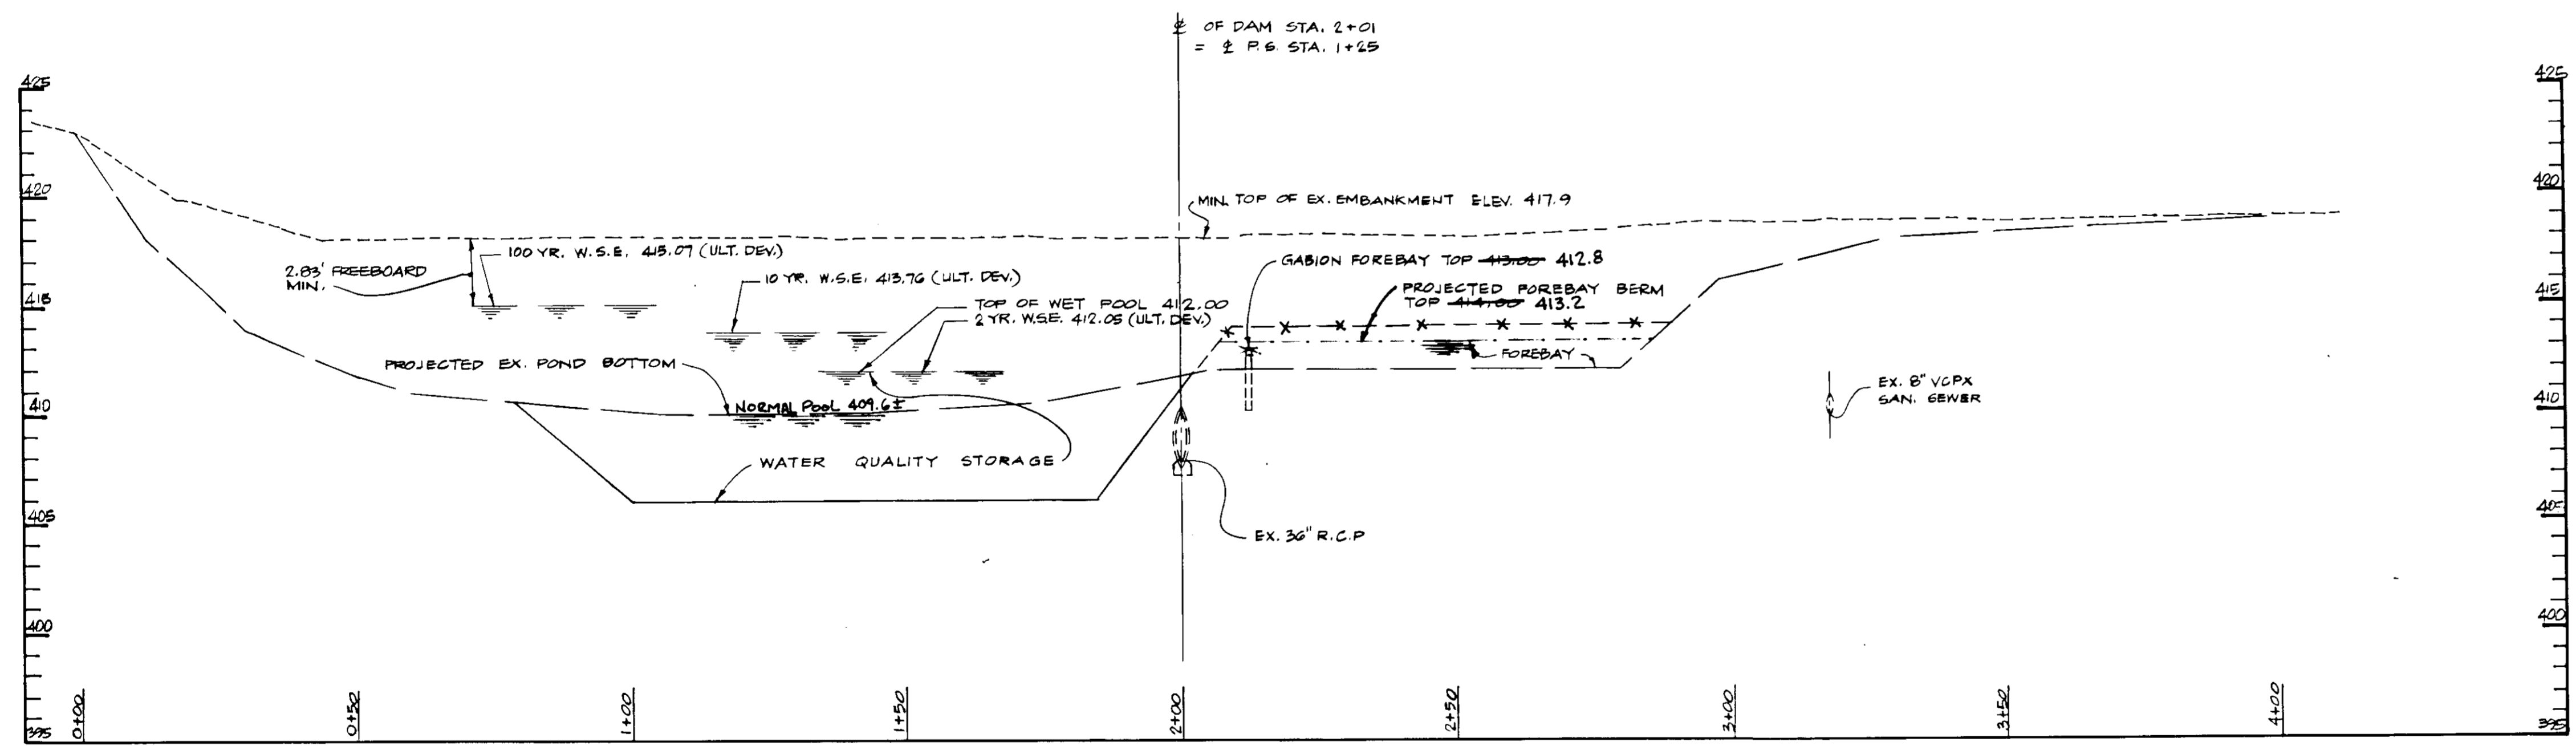 ℄ OF DAM STA. 2+01
= ℄ P.S. STA. 1+25
425
425
420
420
MIN. TOP OF EX. EMBANKMENT ELEV. 417.9
100 YR. W.S.E. 415.07 (ULT. DEV.)
2.83' FREEBOARD
MIN.
10 YR. W.S.E. 413.76 (ULT. DEV.)
GABION FOREBAY TOP 413.00 412.8
PROJECTED FOREBAY BERM
TOP 414.00 413.2
415
415
TOP OF WET POOL 412.00
2 YR. W.S.E. 412.05 (ULT. DEV.)
PROJECTED EX. POND BOTTOM
FOREBAY
EX. 8" VCPX
SAN. SEWER
410
410
NORMAL POOL 409.6±
WATER QUALITY STORAGE
EX. 36" R.C.P
405
405
400
400
395
395
0+00
0+50
1+00
1+50
2+00
2+50
3+00
3+50
4+00